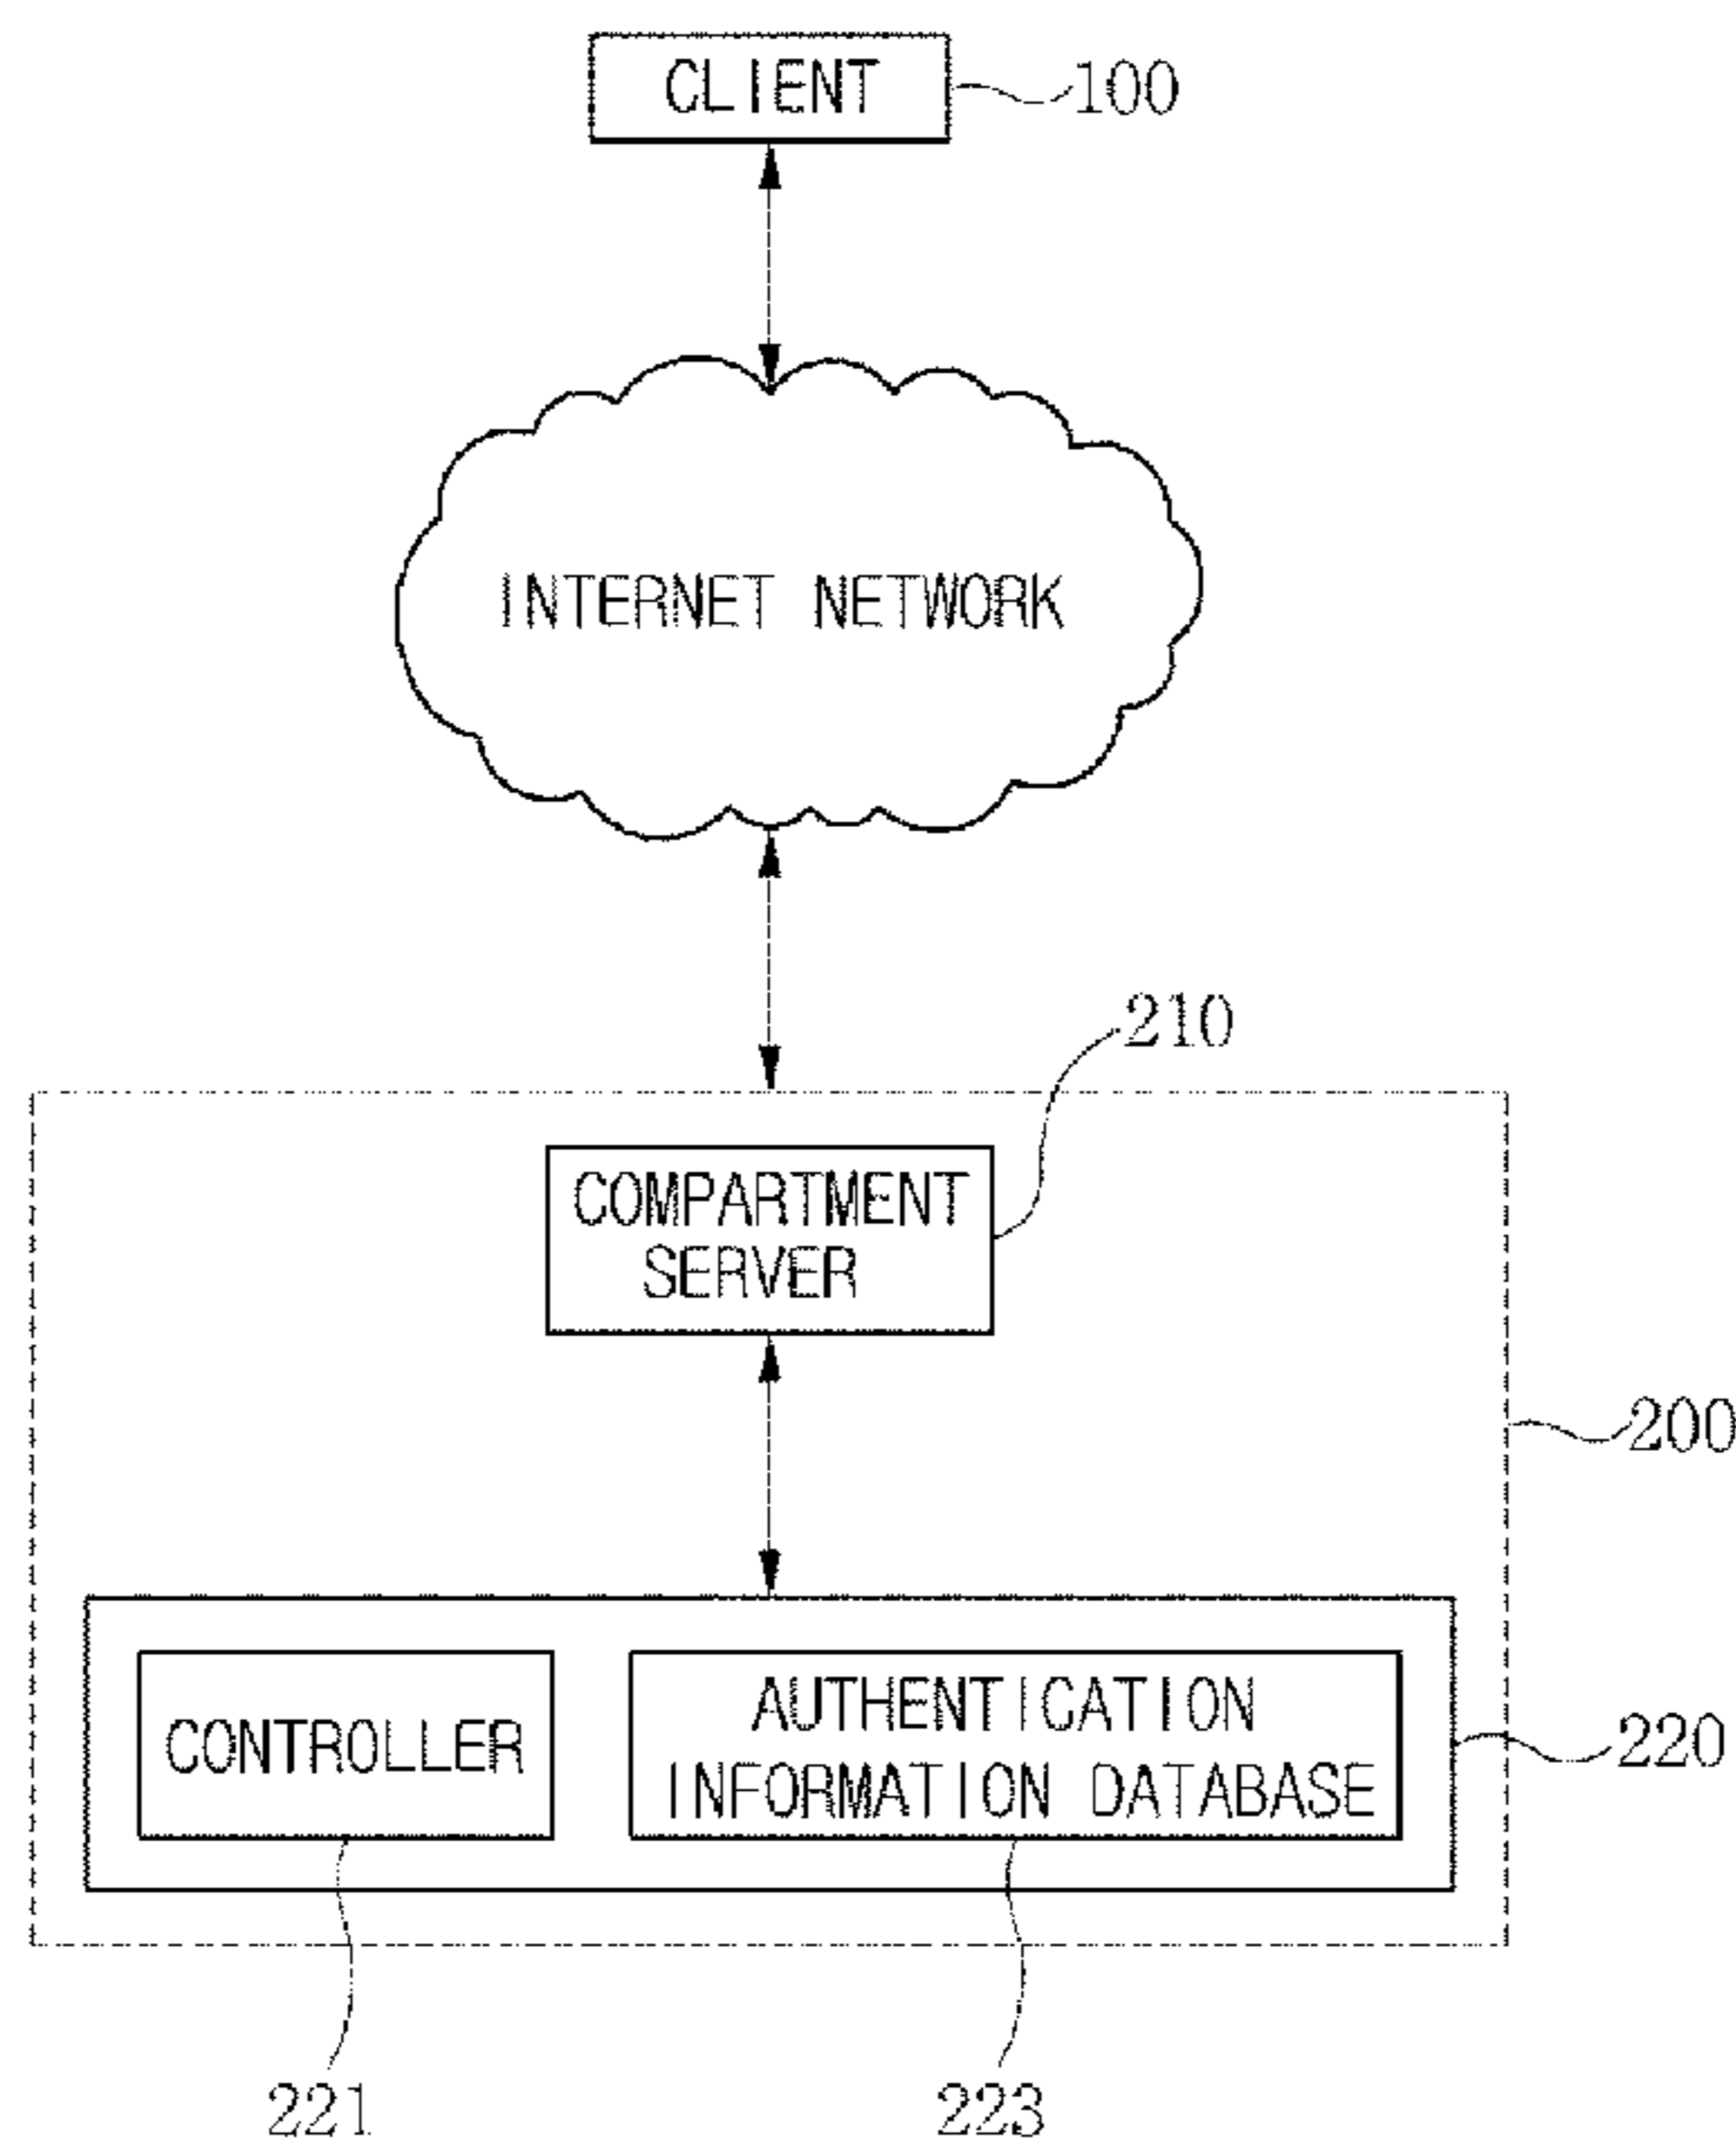 CLIENT
100
INTERNET NETWORK
210
COMPARTMENT
SERVER
200
CONTROLLER
AUTHENTICATION
INFORMATION DATABASE
220
221
223